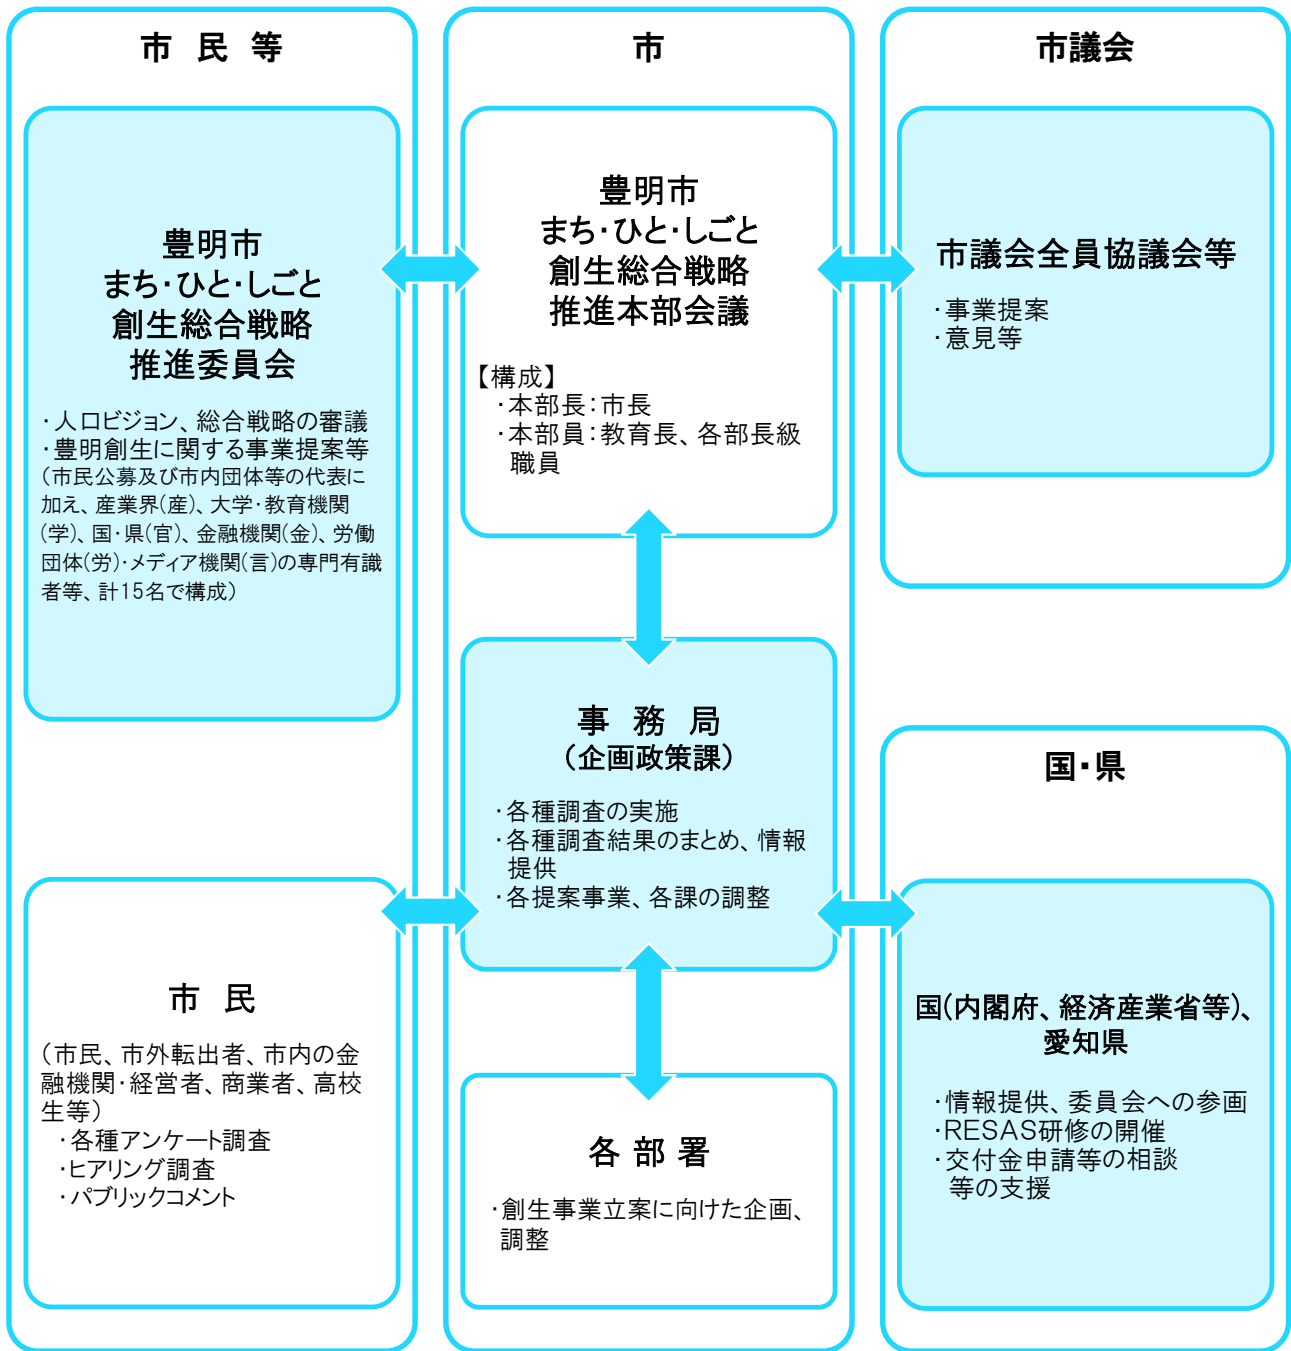 市　民　等
豊明市
まち・ひと・しごと
創生総合戦略
推進委員会
・人口ビジョン、総合戦略の審議
・豊明創生に関する事業提案等
（市民公募及び市内団体等の代表に
加え、産業界(産)、大学・教育機関
(学)、国・県(官)、金融機関(金)、労働
団体(労)・メディア機関(言)の専門有識
者等、計15名で構成）
市　民
（市民、市外転出者、市内の金
融機関・経営者、商業者、高校
生等）
・各種アンケート調査
・ヒアリング調査
・パブリックコメント
市
豊明市
まち・ひと・しごと
創生総合戦略
推進本部会議
【構成】
・本部長：市長
・本部員：教育長、各部長級
職員
事　務　局
（企画政策課）
・各種調査の実施
・各種調査結果のまとめ、情報
提供
・各提案事業、各課の調整
各 部 署
・創生事業立案に向けた企画、
調整
市議会
市議会全員協議会等
・事業提案
・意見等
国・県
国(内閣府、経済産業省等)、
愛知県
・情報提供、委員会への参画
・RESAS研修の開催
・交付金申請等の相談
等の支援